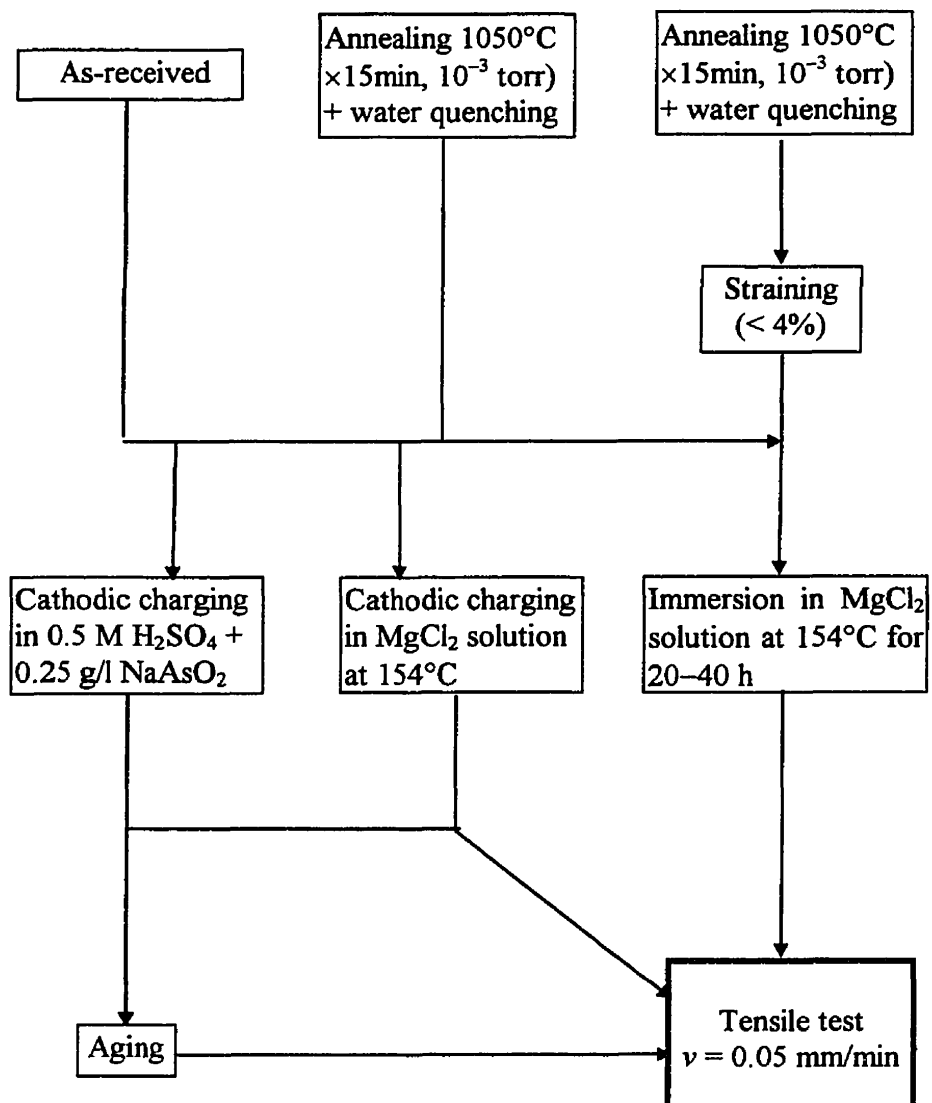 As-received
Annealing 1050°C
×15min, 10⁻³ torr)
+ water quenching
Annealing 1050°C
×15min, 10⁻³ torr)
+ water quenching
Straining
(< 4%)
Cathodic charging
in 0.5 M H₂SO₄ +
0.25 g/l NaAsO₂
Cathodic charging
in MgCl₂ solution
at 154°C
Immersion in MgCl₂
solution at 154°C for
20–40 h
Aging
Tensile test
v = 0.05 mm/min